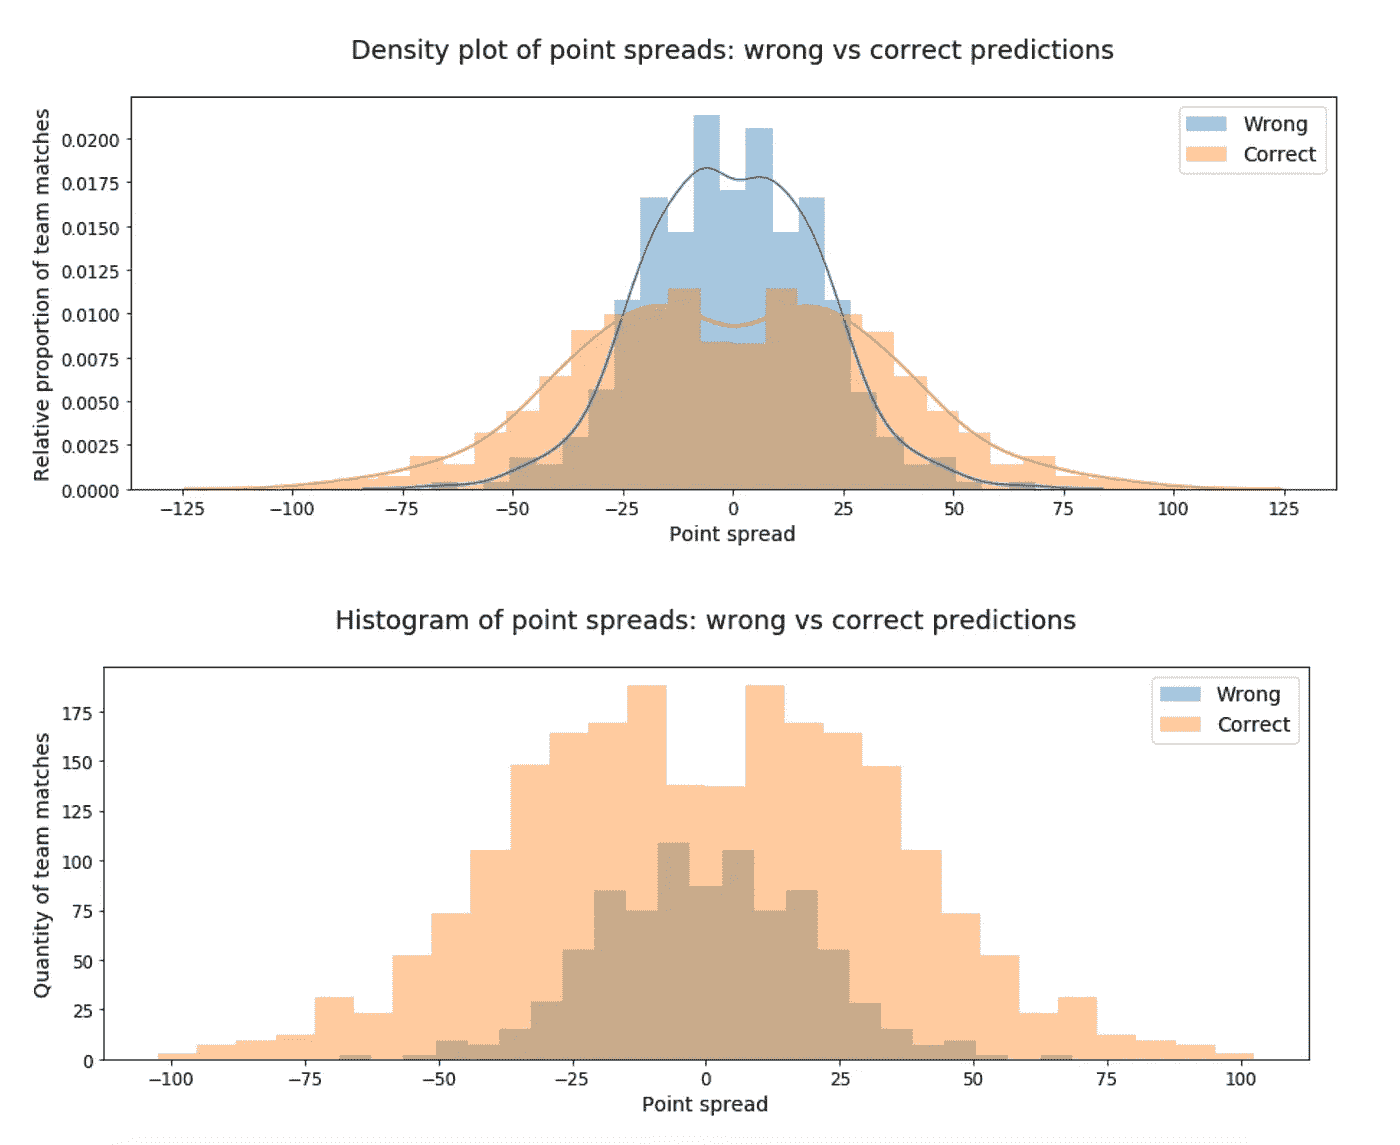 Density plot of point spreads: wrong vs correct predictions
Wrong
Correct
Relative proportion of team matches
0.0200
0.0175
0.0150
0.0125
0.0100
0.0075
0.0050
0.0025
0.0000
−125 −100 −75 −50 −25 0 25 50 75 100 125
Point spread
Histogram of point spreads: wrong vs correct predictions
Wrong
Correct
Quantity of team matches
175
150
125
100
75
50
25
0
−100 −75 −50 −25 0 25 50 75 100
Point spread